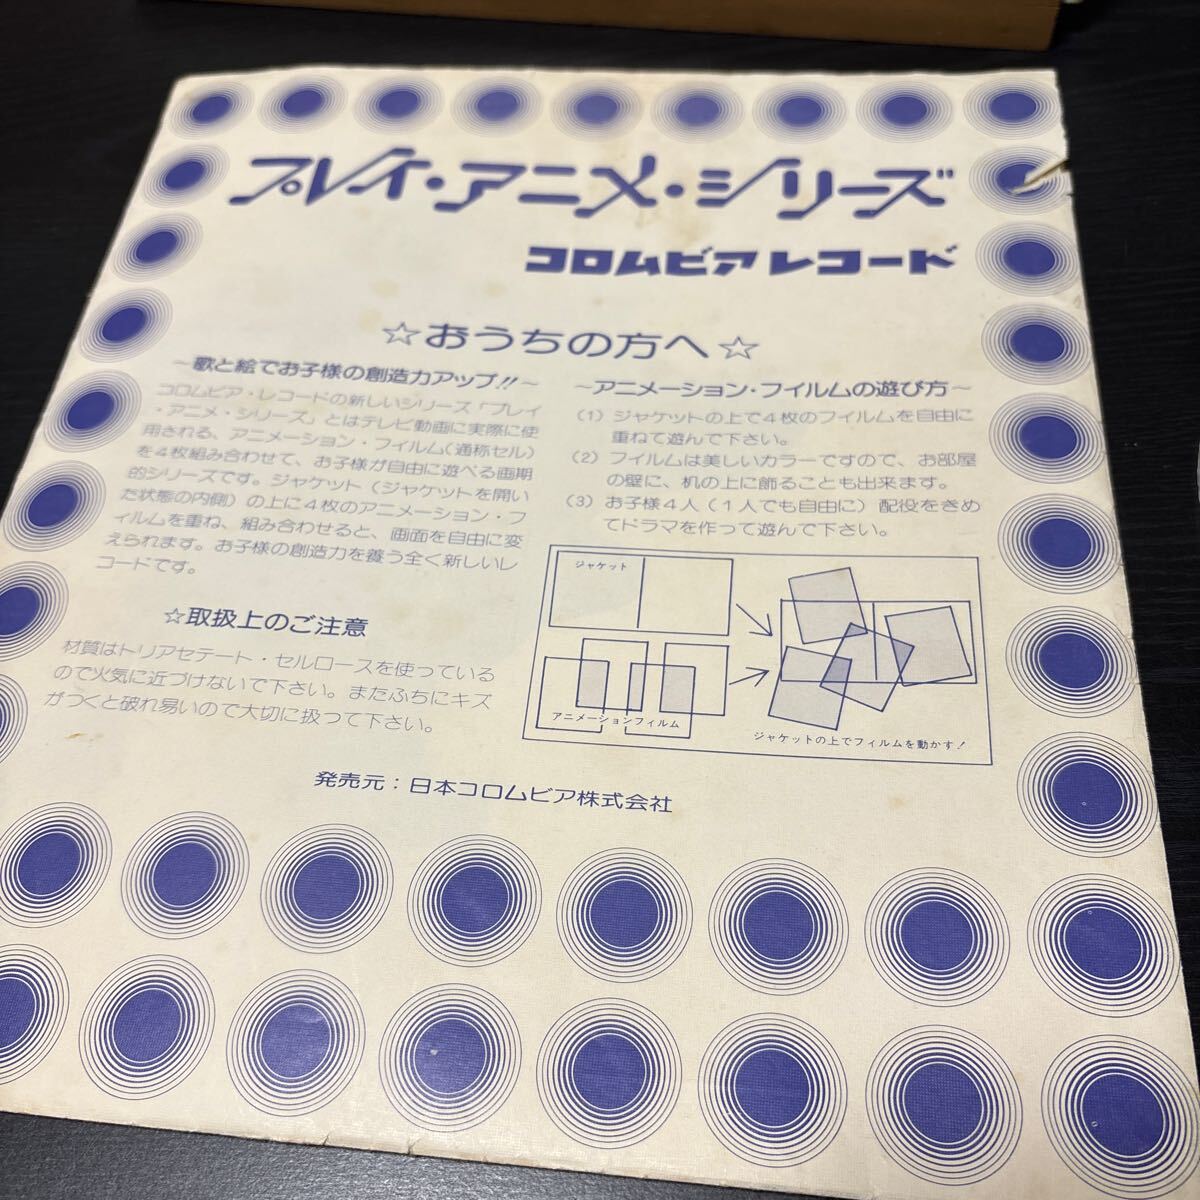 プレイ・アニメ・シリーズ
コロムビアレコード
☆おうちの方へ☆
～歌と絵でお子様の創造力アップ!!～
コロムビア・レコードの新しいシリーズ「プレイ
・アニメ・シリーズ」とはテレビ動画に実際に使
用される、アニメーション・フィルム(通称セル)
を4枚組み合わせて、お子様が自由に遊べる画期
的シリーズです。ジャケット(ジャケットを開い
た状態の内側)の上に4枚のアニメーション・フ
ィルムを重ね、組み合わせると、画面を自由に変
えられます。お子様の創造力を養う全く新しいレ
コードです。
☆取扱上のご注意
材質はトリアセテート・セルロースを使っている
ので火気に近づけないで下さい。またふちにキズ
がつくと破れ易いので大切に扱って下さい。
～アニメーション・フイルムの遊び方～
(1) ジャケットの上で4枚のフイルムを自由に
重ねて遊んで下さい。
(2) フイルムは美しいカラーですので、お部屋
の壁に、机の上に飾ることも出来ます。
(3) お子様4人(1人でも自由に) 配役をきめ
てドラマを作って遊んで下さい。
ジャケット
アニメーションフィルム
ジャケットの上でフイルムを動かす!
発売元:日本コロムビア株式会社